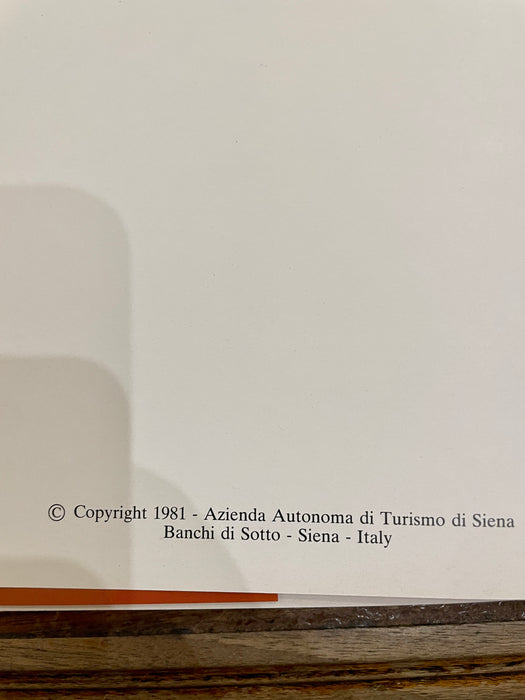 © Copyright 1981 - Azienda Autonoma di Turismo di Siena
Banchi di Sotto - Siena - Italy